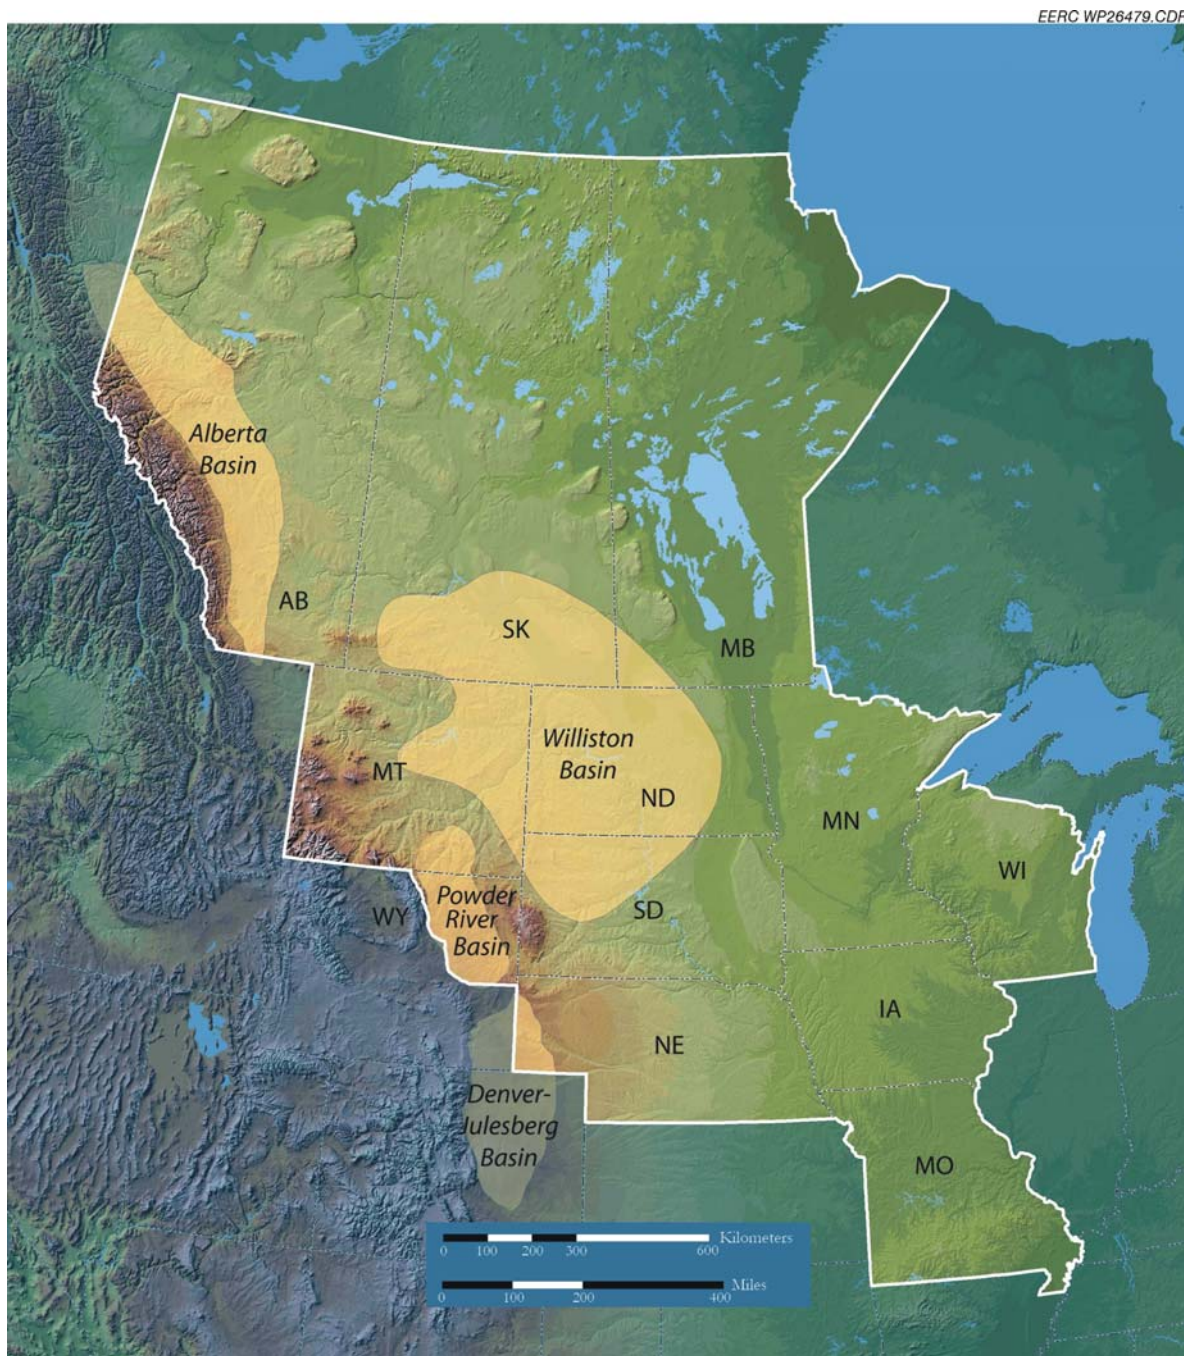 EERC WP26479.CDR
Alberta
Basin
AB
SK
MB
Williston
Basin
MT
ND
MN
WI
Powder
River
Basin
WY
SD
IA
NE
Denver-
Julesberg
Basin
MO
0 100 200 300 600 Kilometers
0 100 200 400 Miles